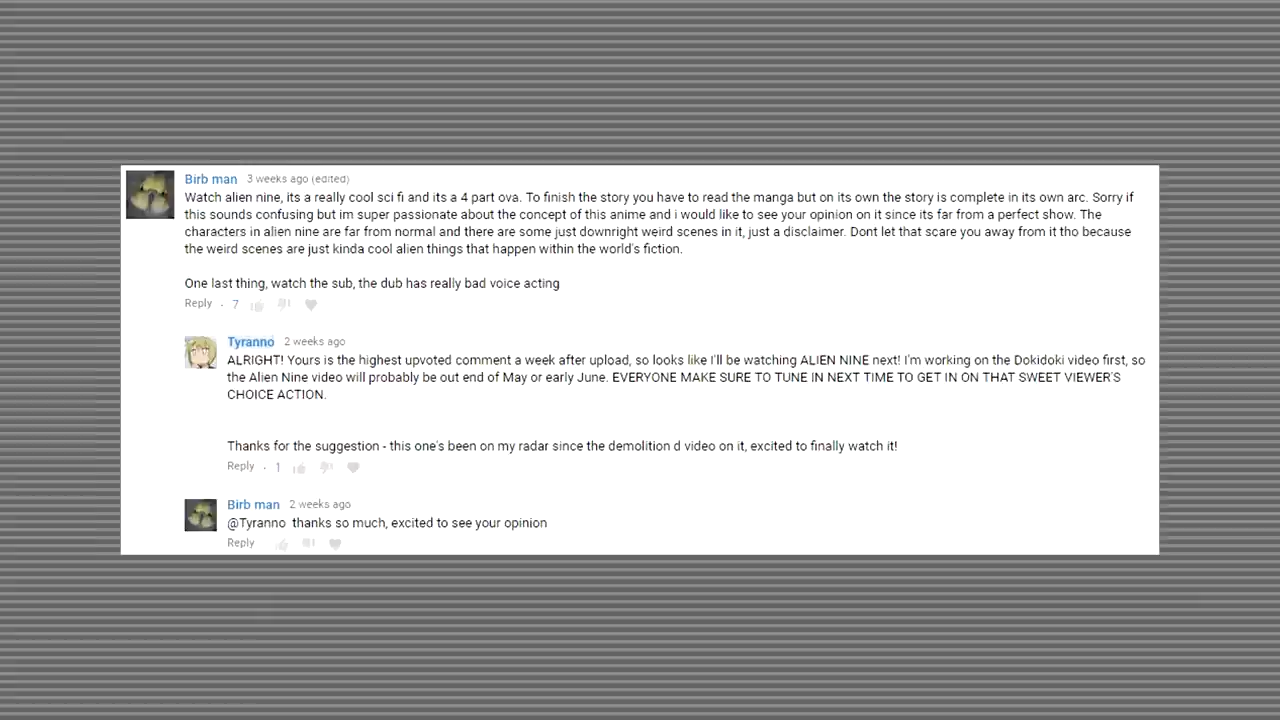 Birb man 3 weeks ago (edited)
Watch alien nine, its a really cool sci fi and its a 4 part ova. To finish the story you have to read the manga but on its own the story is complete in its own arc. Sorry if
this sounds confusing but im super passionate about the concept of this anime and i would like to see your opinion on it since its far from a perfect show. The
characters in alien nine are far from normal and there are some just downright weird scenes in it, just a disclaimer. Dont let that scare you away from it tho because
the weird scenes are just kinda cool alien things that happen within the world's fiction.
One last thing, watch the sub, the dub has really bad voice acting
Reply · 7
Tyranno 2 weeks ago
ALRIGHT! Yours is the highest upvoted comment a week after upload, so looks like I'll be watching ALIEN NINE next! I'm working on the Dokidoki video first, so
the Alien Nine video will probably be out end of May or early June. EVERYONE MAKE SURE TO TUNE IN NEXT TIME TO GET IN ON THAT SWEET VIEWER'S
CHOICE ACTION.
Thanks for the suggestion - this one's been on my radar since the demolition d video on it, excited to finally watch it!
Reply · 1
Birb man 2 weeks ago
@Tyranno thanks so much, excited to see your opinion
Reply